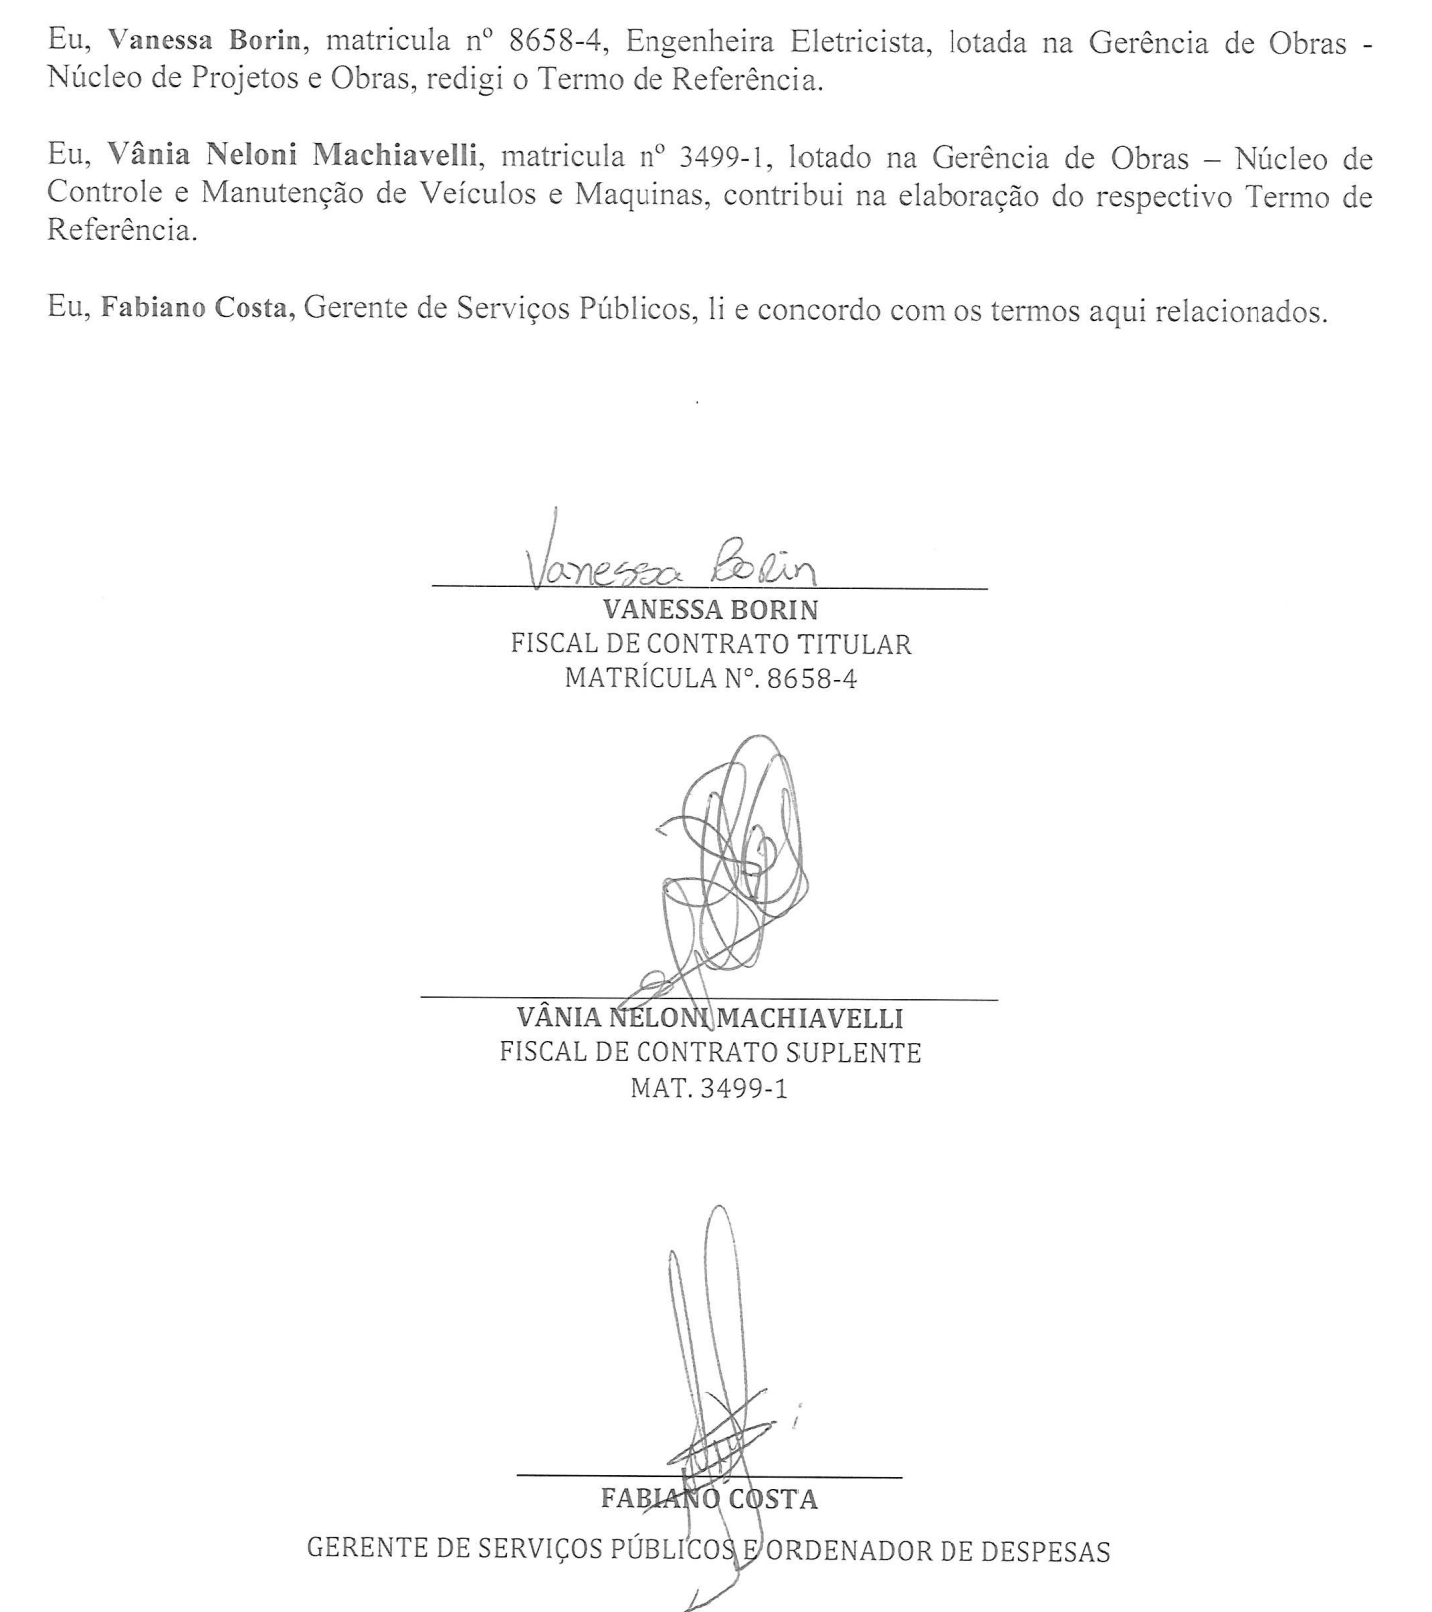 Eu, Vanessa Borin, matricula nº 8658-4, Engenheira Eletricista, lotada na Gerência de Obras -
Núcleo de Projetos e Obras, redigi o Termo de Referência.
Eu, Vânia Neloni Machiavelli, matricula nº 3499-1, lotado na Gerência de Obras – Núcleo de
Controle e Manutenção de Veículos e Maquinas, contribui na elaboração do respectivo Termo de
Referência.
Eu, Fabiano Costa, Gerente de Serviços Públicos, li e concordo com os termos aqui relacionados.
Vanessa Borin
VANESSA BORIN
FISCAL DE CONTRATO TITULAR
MATRÍCULA N°. 8658-4
VÂNIA NELONI MACHIAVELLI
FISCAL DE CONTRATO SUPLENTE
MAT. 3499-1
FABIANO COSTA
GERENTE DE SERVIÇOS PÚBLICOS E ORDENADOR DE DESPESAS